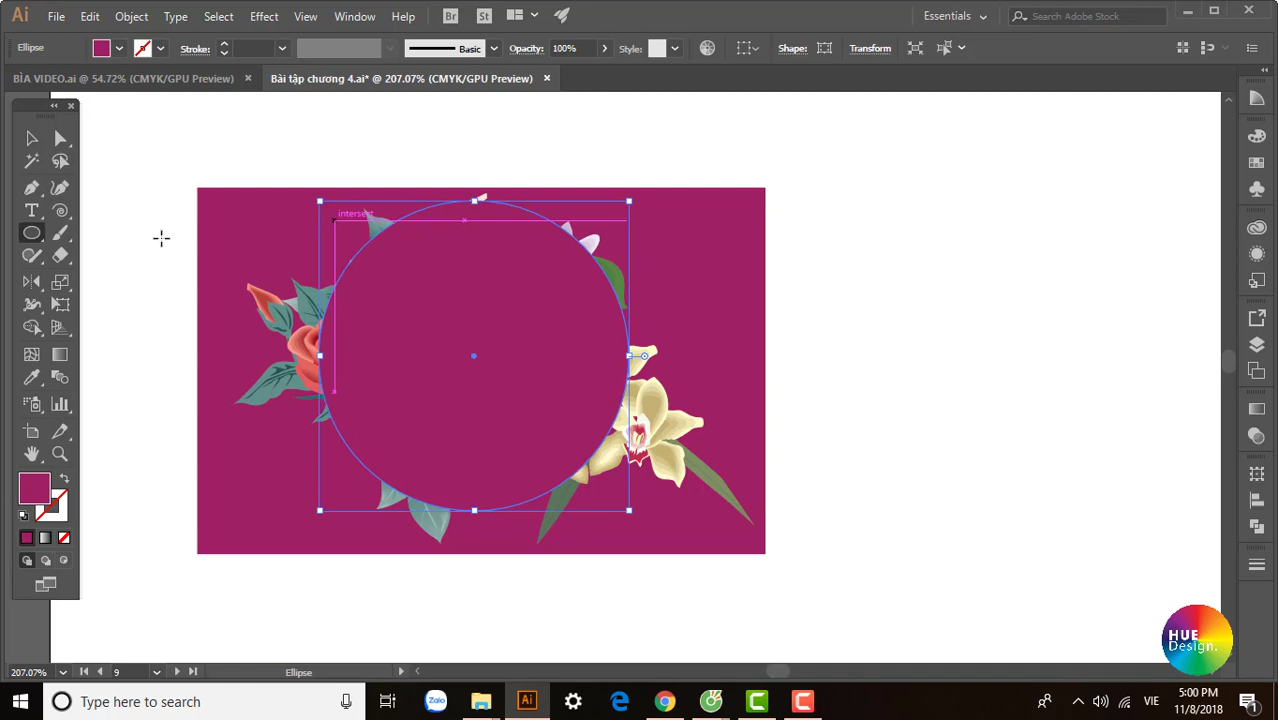 Ai File Edit Object Type Select Effect View Window Help Br St Essentials Search Adobe Stock
Ellipse Stroke: Basic Opacity: 100% Style: Shape: Transform
BÌA VIDEO.ai @ 54.72% (CMYK/GPU Preview) × Bài tập chương 4.ai* @ 207.07% (CMYK/GPU Preview) ×
intersect
HUE
Design.
207.07% 9 Ellipse
Type here to search Zalo Ai VIE 5:00 PM
11/8/2018 1